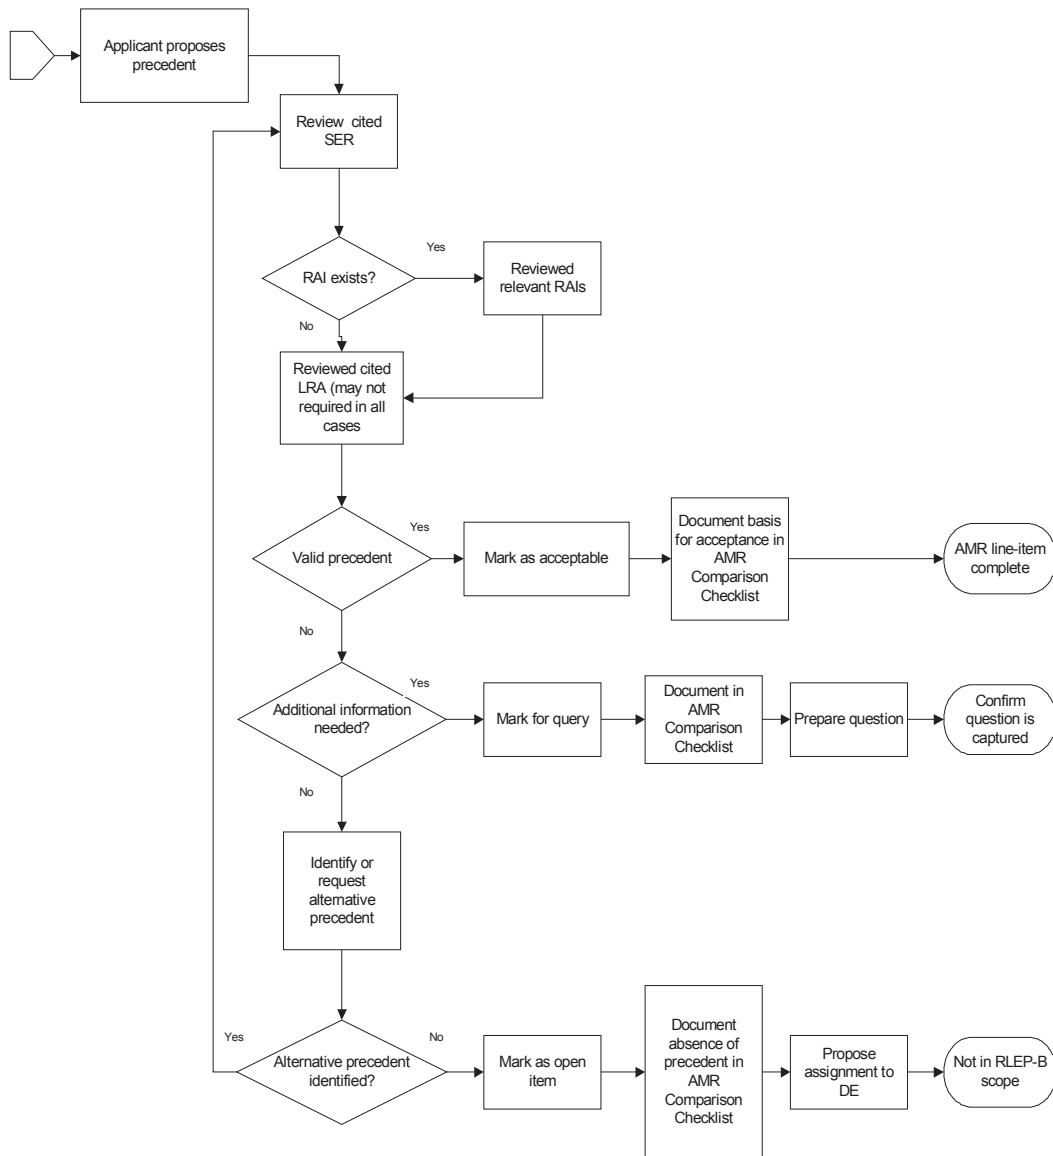 Applicant proposes
precedent
Review cited
SER
RAI exists?
Yes
Reviewed
relevant RAIs
No
Reviewed cited
LRA (may not
required in all
cases
Valid precedent
Yes
Mark as acceptable
Document basis
for acceptance in
AMR
Comparison
Checklist
AMR line-item
complete
No
Additional information
needed?
Yes
Mark for query
Document in
AMR
Comparison
Checklist
Prepare question
Confirm
question is
captured
No
Identify or
request
alternative
precedent
Yes
Alternative precedent
identified?
No
Mark as open
item
Document
absence of
precedent in
AMR
Comparison
Checklist
Propose
assignment to
DE
Not in RLEP-B
scope